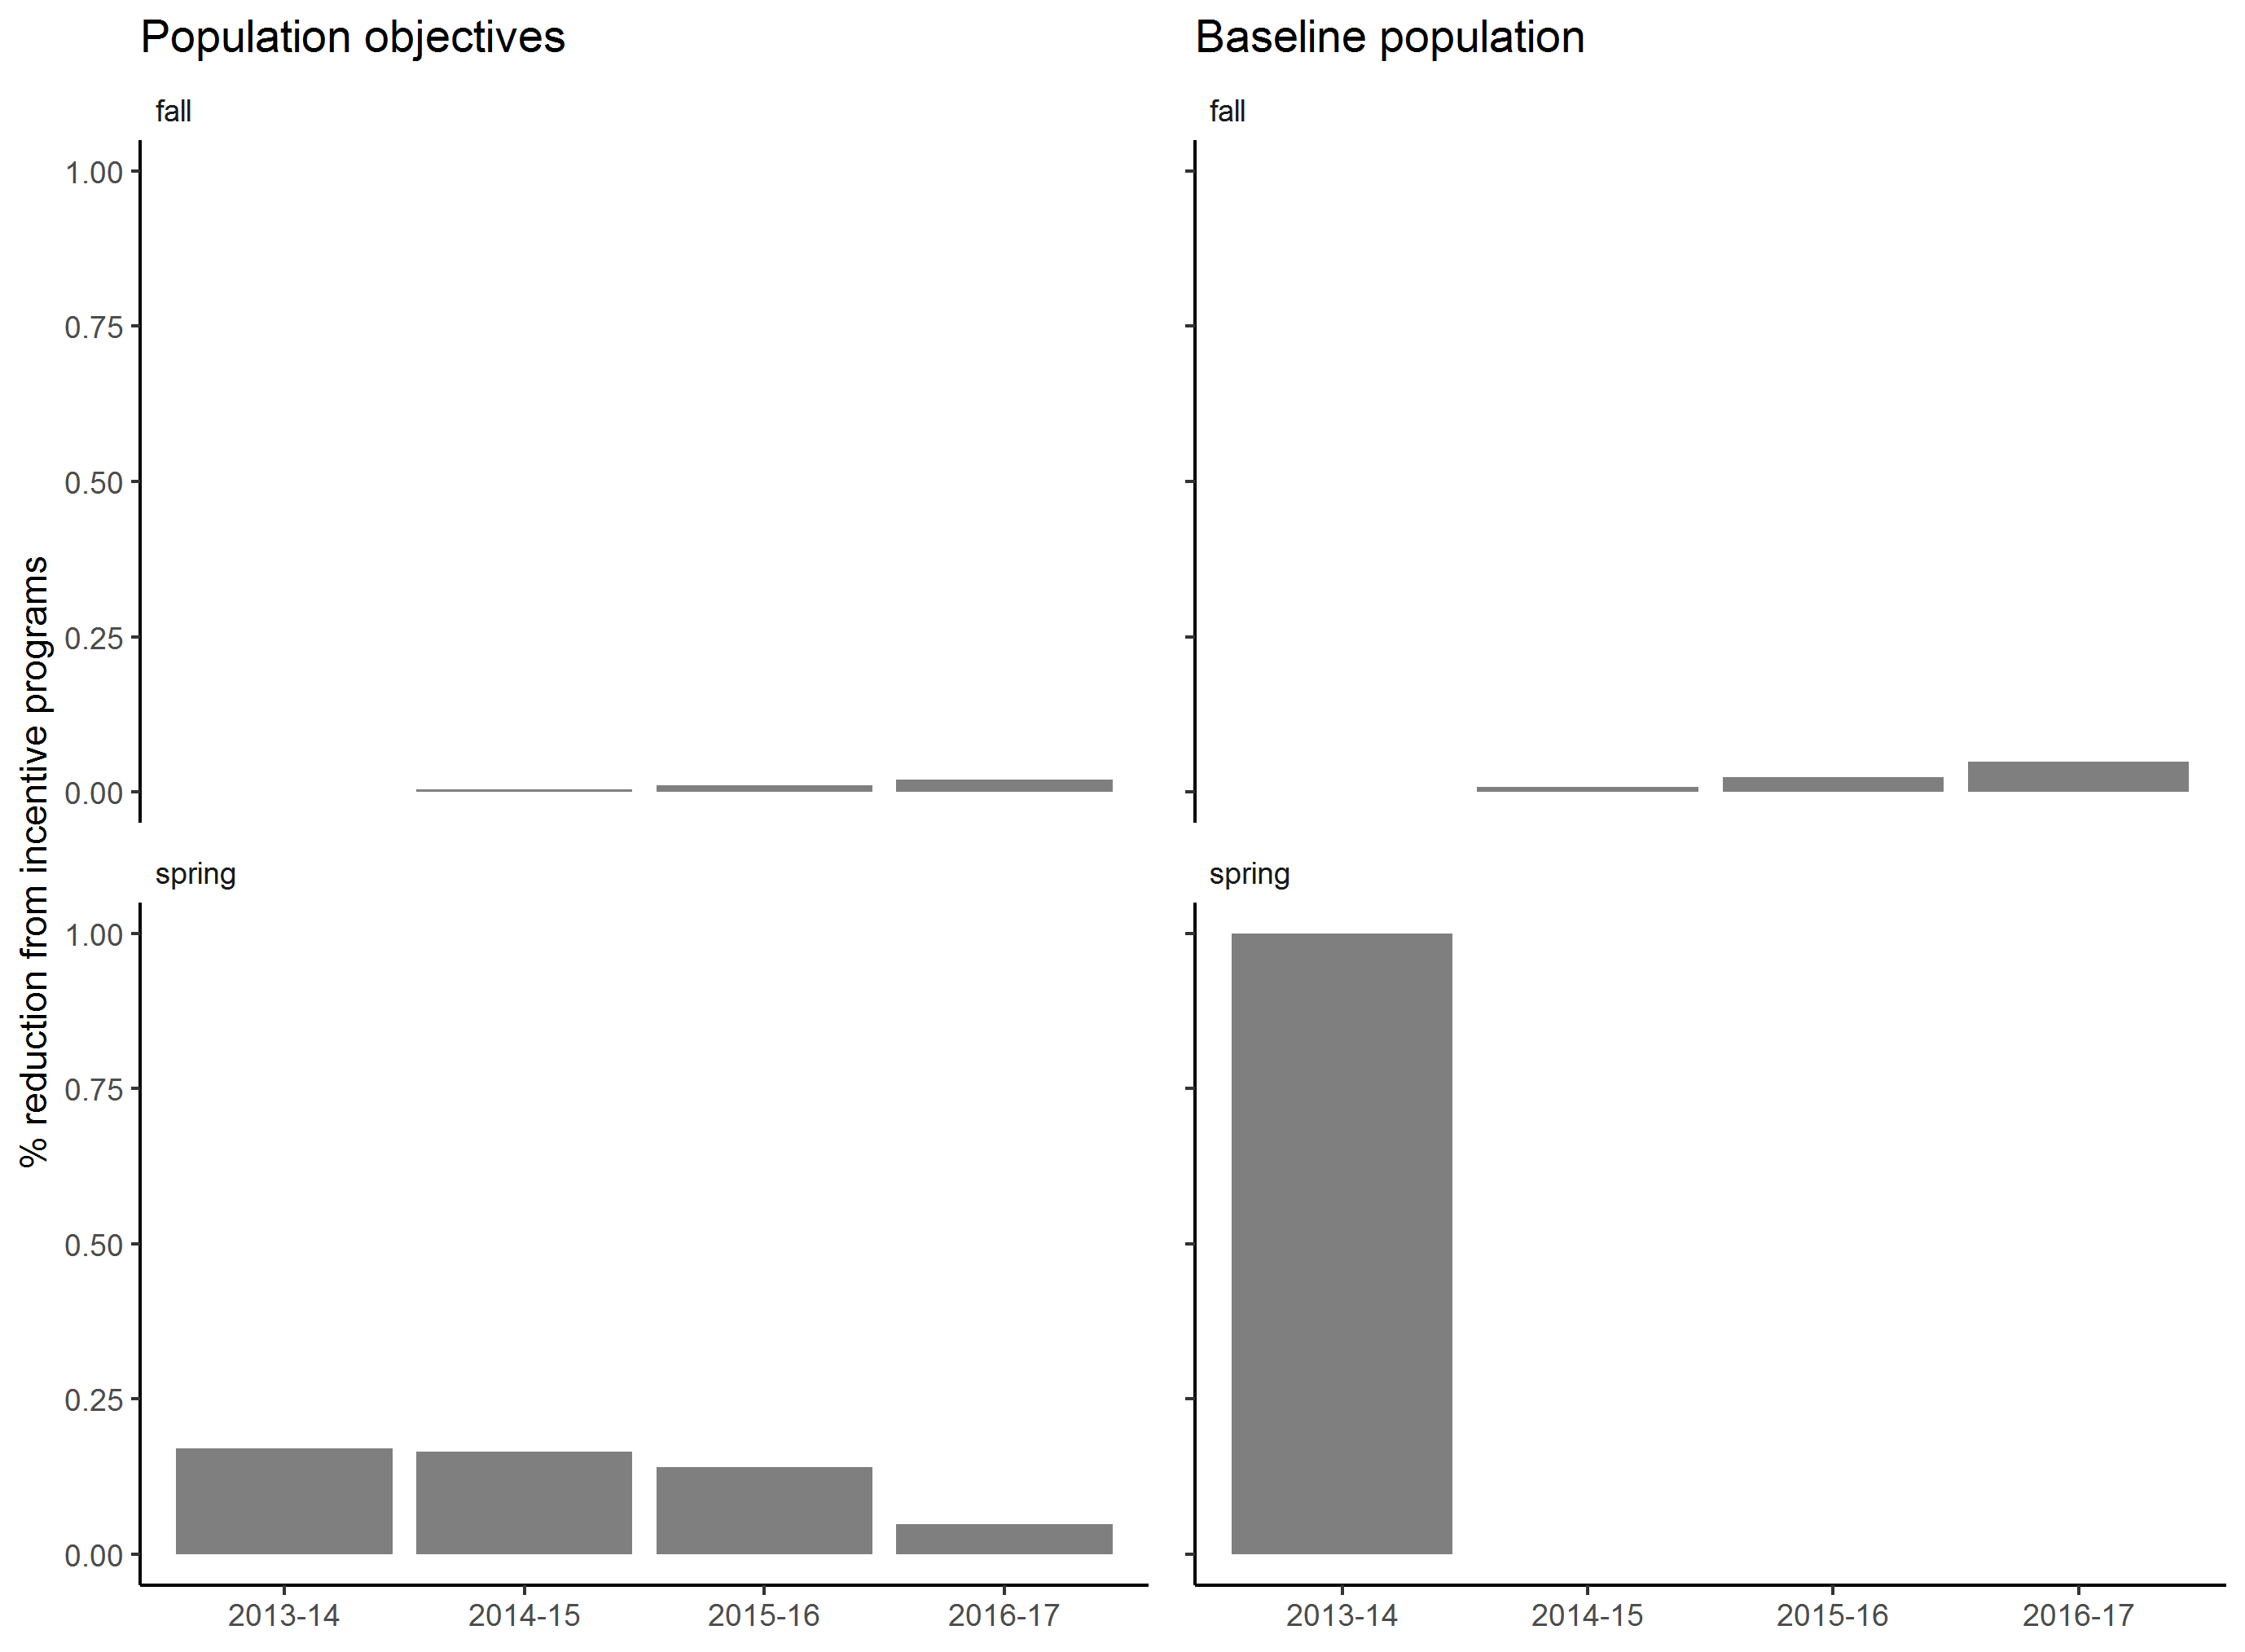 Population objectives
Baseline population
fall
fall
1.00
0.75
0.50
0.25
0.00
% reduction from incentive programs
spring
spring
1.00
0.75
0.50
0.25
0.00
2013-14 2014-15 2015-16 2016-17
2013-14 2014-15 2015-16 2016-17